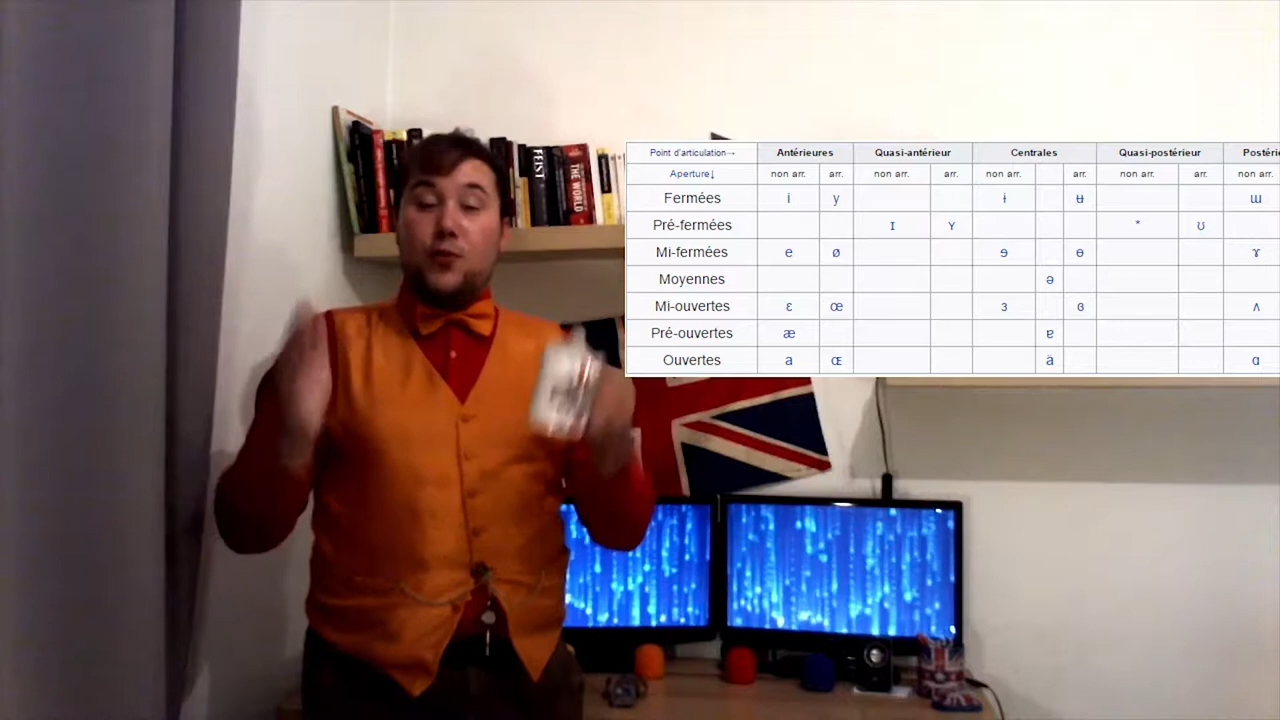 FEIST
THE WORLD
Point d'articulation→ Antérieures Quasi-antérieur Centrales Quasi-postérieur Postéri
Aperture↓ non arr. arr. non arr. arr. non arr. arr. non arr. arr. non arr.
Fermées i y ɨ ʉ ɯ
Pré-fermées ɪ ʏ * ʊ
Mi-fermées e ø ɘ ɵ ɤ
Moyennes ə
Mi-ouvertes ɛ œ ɜ ɞ ʌ
Pré-ouvertes æ ɐ
Ouvertes a ɶ ä ɑ